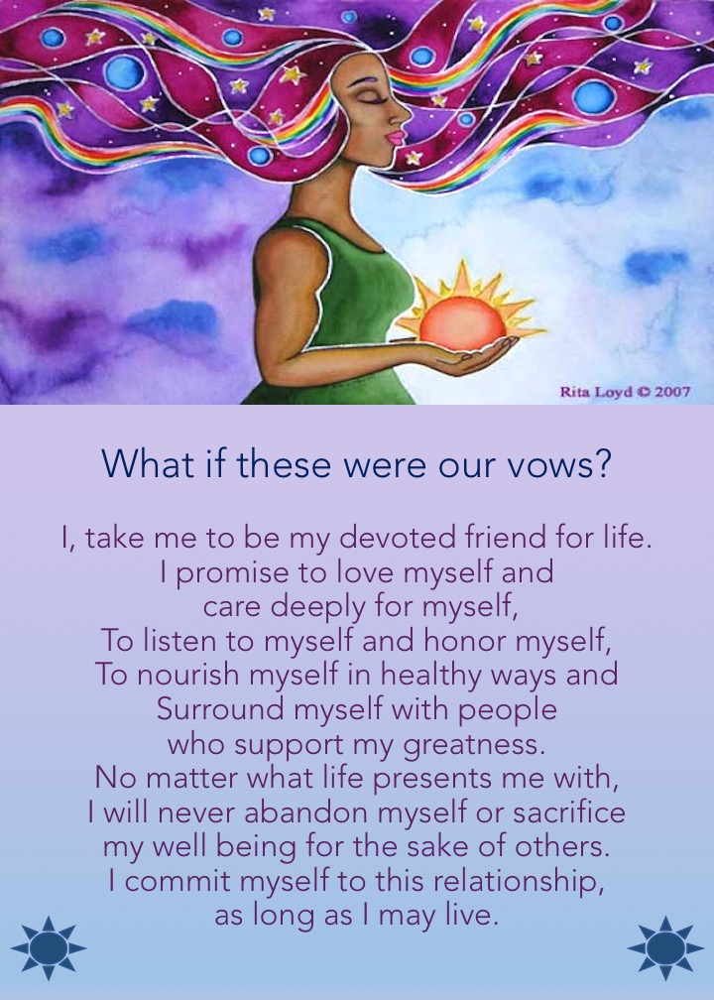 Rita Loyd © 2007
What if these were our vows?
I, take me to be my devoted friend for life.
I promise to love myself and
care deeply for myself,
To listen to myself and honor myself,
To nourish myself in healthy ways and
Surround myself with people
who support my greatness.
No matter what life presents me with,
I will never abandon myself or sacrifice
my well being for the sake of others.
I commit myself to this relationship,
as long as I may live.